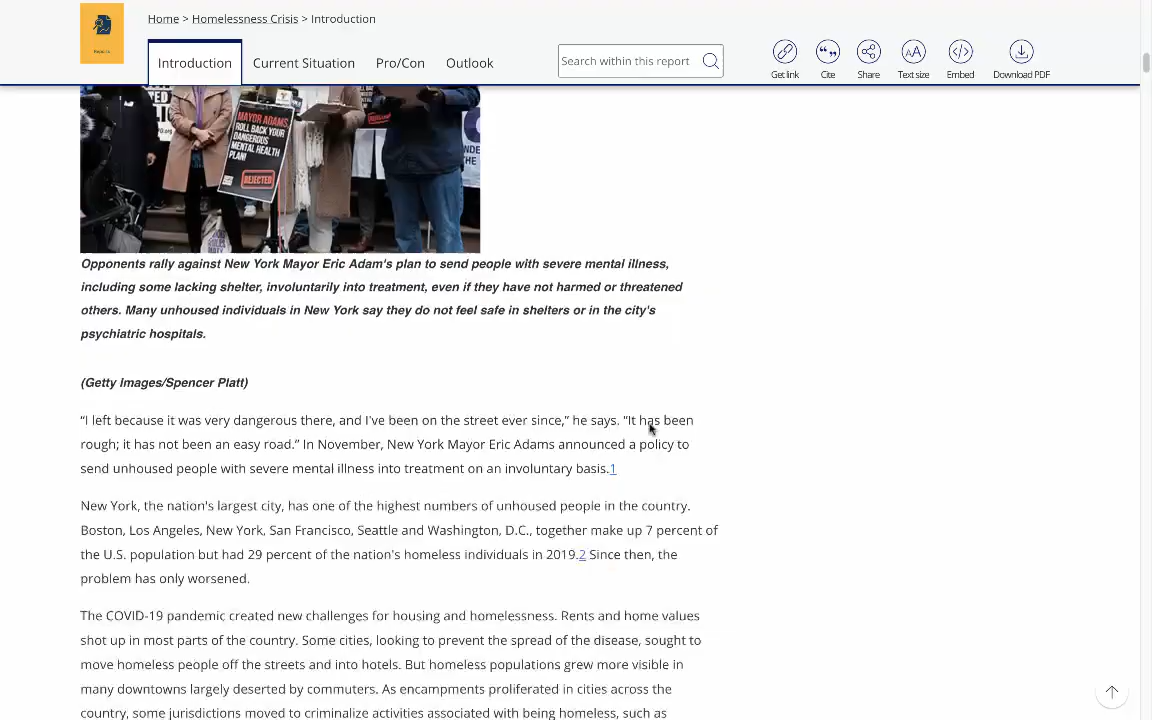 Home > Homelessness Crisis > Introduction
Introduction
Current Situation
Pro/Con
Outlook
Search within this report
Get link
Cite
Share
Text size
Embed
Download PDF
MAYOR ADAMS
ROLL BACK YOUR
DANGEROUS
MENTAL HEALTH
PLAN!
REJECTED
Opponents rally against New York Mayor Eric Adam's plan to send people with severe mental illness,
including some lacking shelter, involuntarily into treatment, even if they have not harmed or threatened
others. Many unhoused individuals in New York say they do not feel safe in shelters or in the city's
psychiatric hospitals.
(Getty images/Spencer Platt)
“I left because it was very dangerous there, and I've been on the street ever since,” he says. “It has been
rough; it has not been an easy road.” In November, New York Mayor Eric Adams announced a policy to
send unhoused people with severe mental illness into treatment on an involuntary basis.1
New York, the nation's largest city, has one of the highest numbers of unhoused people in the country.
Boston, Los Angeles, New York, San Francisco, Seattle and Washington, D.C., together make up 7 percent of
the U.S. population but had 29 percent of the nation's homeless individuals in 2019.2 Since then, the
problem has only worsened.
The COVID-19 pandemic created new challenges for housing and homelessness. Rents and home values
shot up in most parts of the country. Some cities, looking to prevent the spread of the disease, sought to
move homeless people off the streets and into hotels. But homeless populations grew more visible in
many downtowns largely deserted by commuters. As encampments proliferated in cities across the
country, some jurisdictions moved to criminalize activities associated with being homeless, such as